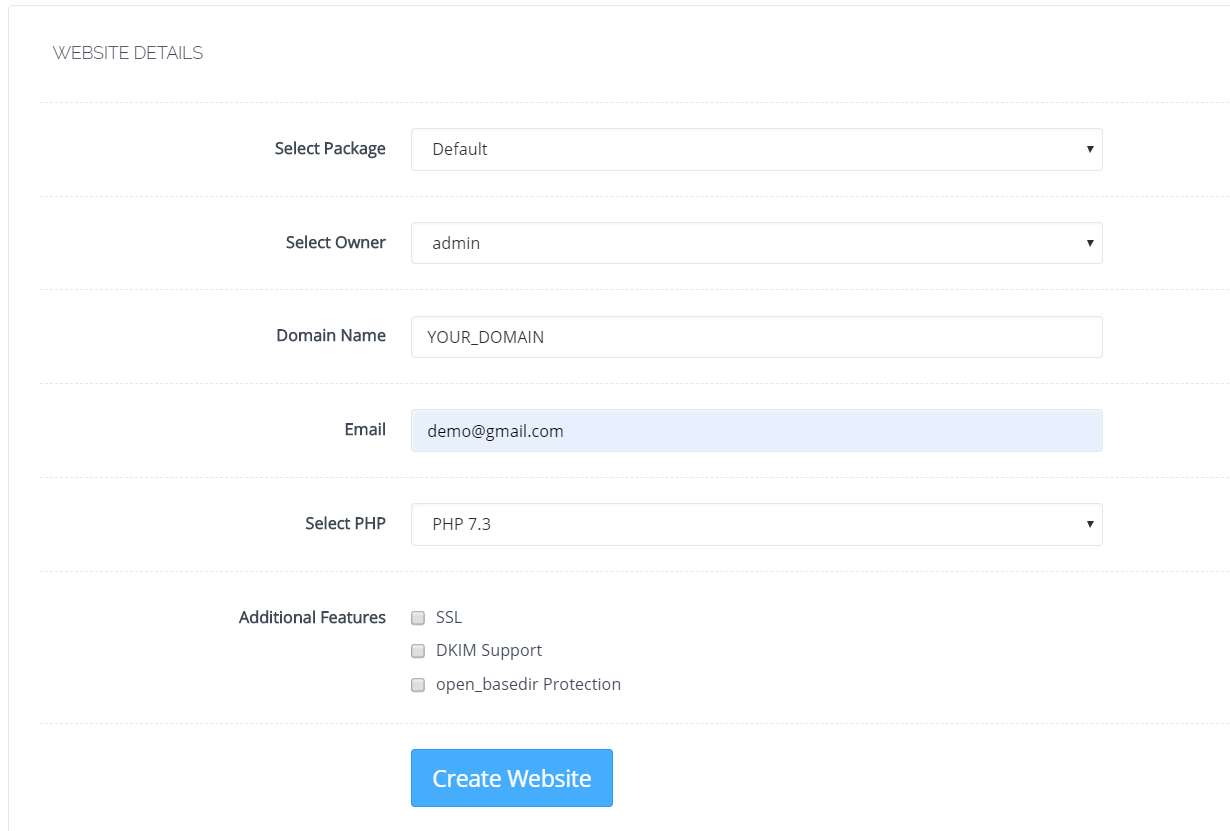 WEBSITE DETAILS
Select Package Default
Select Owner admin
Domain Name YOUR_DOMAIN
Email demo@gmail.com
Select PHP PHP 7.3
Additional Features SSL
DKIM Support
open_basedir Protection
Create Website